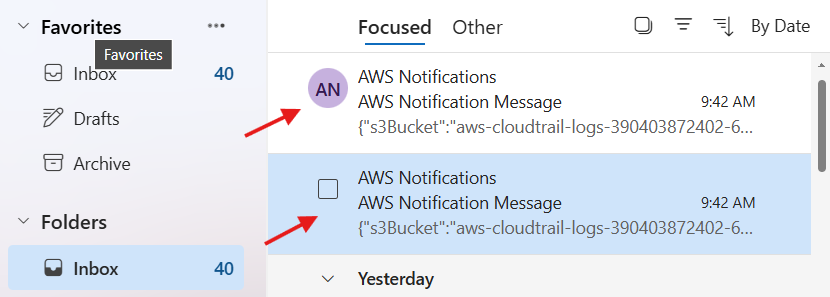 Favorites
...
Favorites
Inbox 40
Drafts
Archive
Folders
Inbox 40
Focused Other By Date
AN
AWS Notifications
AWS Notification Message 9:42 AM
{"s3Bucket":"aws-cloudtrail-logs-390403872402-6...
AWS Notifications
AWS Notification Message 9:42 AM
{"s3Bucket":"aws-cloudtrail-logs-390403872402-6...
Yesterday